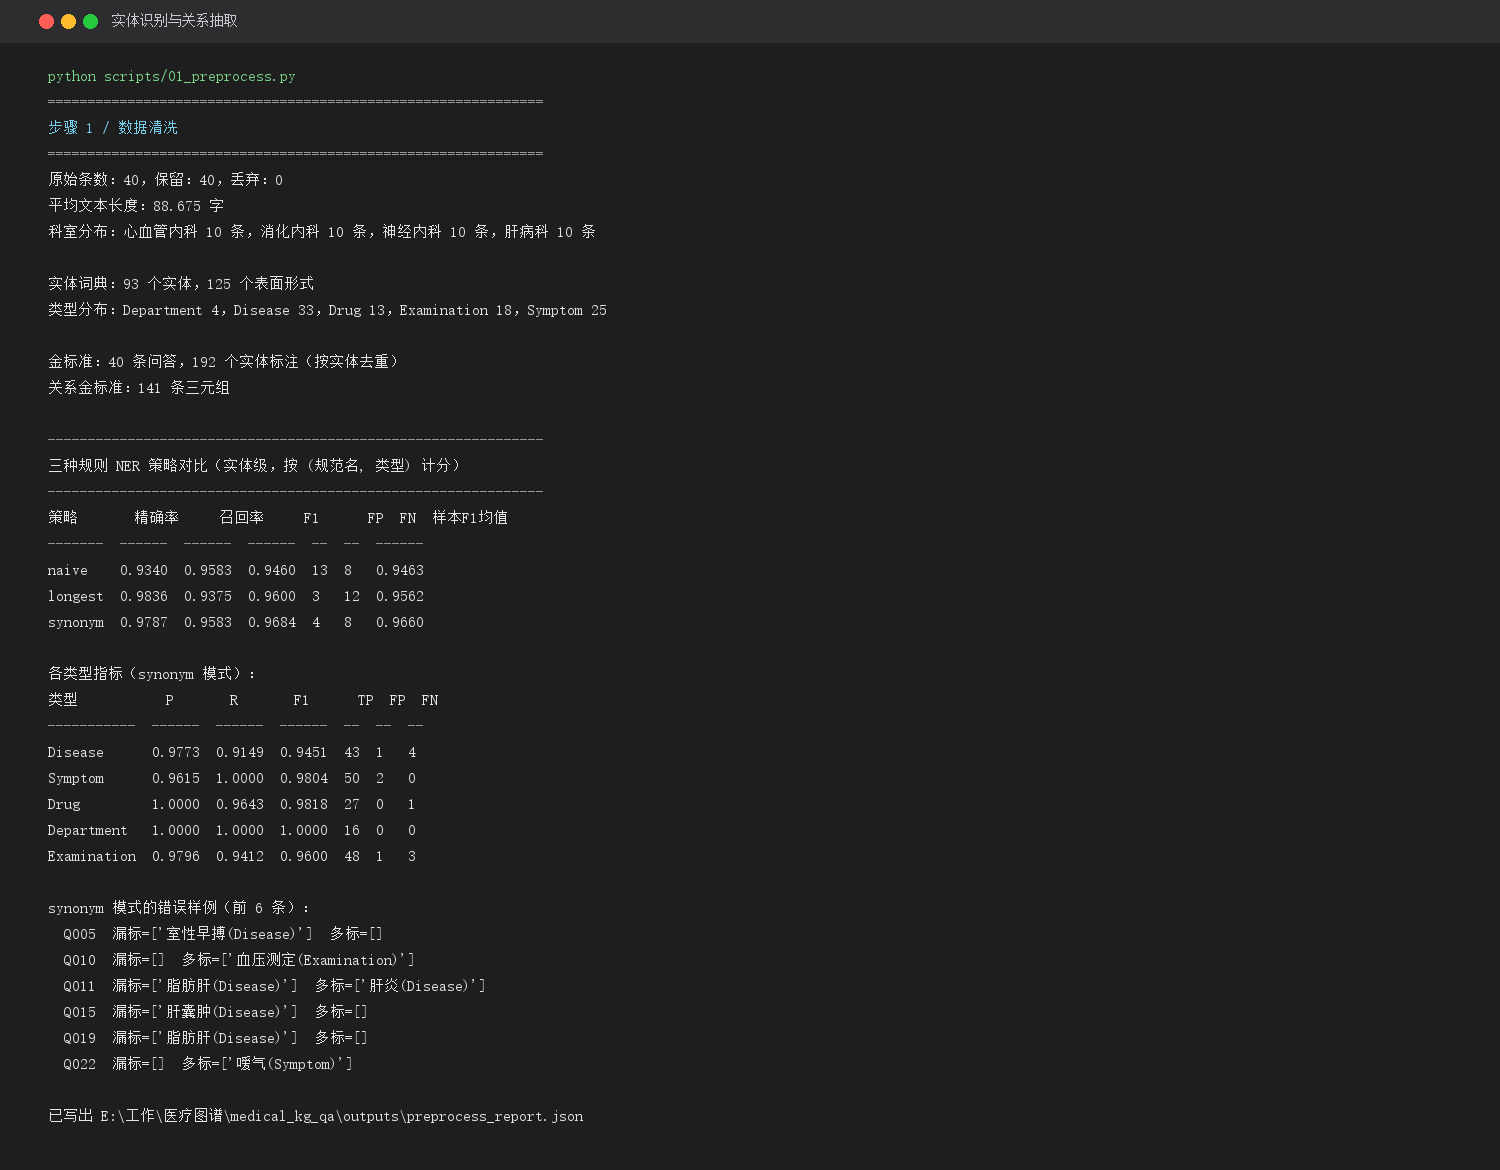 实体识别与关系抽取
python scripts/01_preprocess.py
==============================================================
步骤 1 / 数据清洗
==============================================================
原始条数：40，保留：40，丢弃：0
平均文本长度：88.675 字
科室分布：心血管内科 10 条，消化内科 10 条，神经内科 10 条，肝病科 10 条
实体词典：93 个实体，125 个表面形式
类型分布：Department 4，Disease 33，Drug 13，Examination 18，Symptom 25
金标准：40 条问答，192 个实体标注（按实体去重）
关系金标准：141 条三元组
--------------------------------------------------------------
三种规则 NER 策略对比（实体级，按 (规范名, 类型) 计分）
--------------------------------------------------------------
策略       精确率     召回率     F1      FP  FN  样本F1均值
-------  ------  ------  ------  --  --  ------
naive    0.9340  0.9583  0.9460  13  8   0.9463
longest  0.9836  0.9375  0.9600  3   12  0.9562
synonym  0.9787  0.9583  0.9684  4   8   0.9660
各类型指标（synonym 模式）：
类型           P       R       F1      TP  FP  FN
-----------  ------  ------  ------  --  --  --
Disease      0.9773  0.9149  0.9451  43  1   4
Symptom      0.9615  1.0000  0.9804  50  2   0
Drug         1.0000  0.9643  0.9818  27  0   1
Department   1.0000  1.0000  1.0000  16  0   0
Examination  0.9796  0.9412  0.9600  48  1   3
synonym 模式的错误样例（前 6 条）：
  Q005  漏标=['室性早搏(Disease)']  多标=[]
  Q010  漏标=[]  多标=['血压测定(Examination)']
  Q011  漏标=['脂肪肝(Disease)']  多标=['肝炎(Disease)']
  Q015  漏标=['肝囊肿(Disease)']  多标=[]
  Q019  漏标=['脂肪肝(Disease)']  多标=[]
  Q022  漏标=[]  多标=['嗳气(Symptom)']
已写出 E:\工作\医疗图谱\medical_kg_qa\outputs\preprocess_report.json